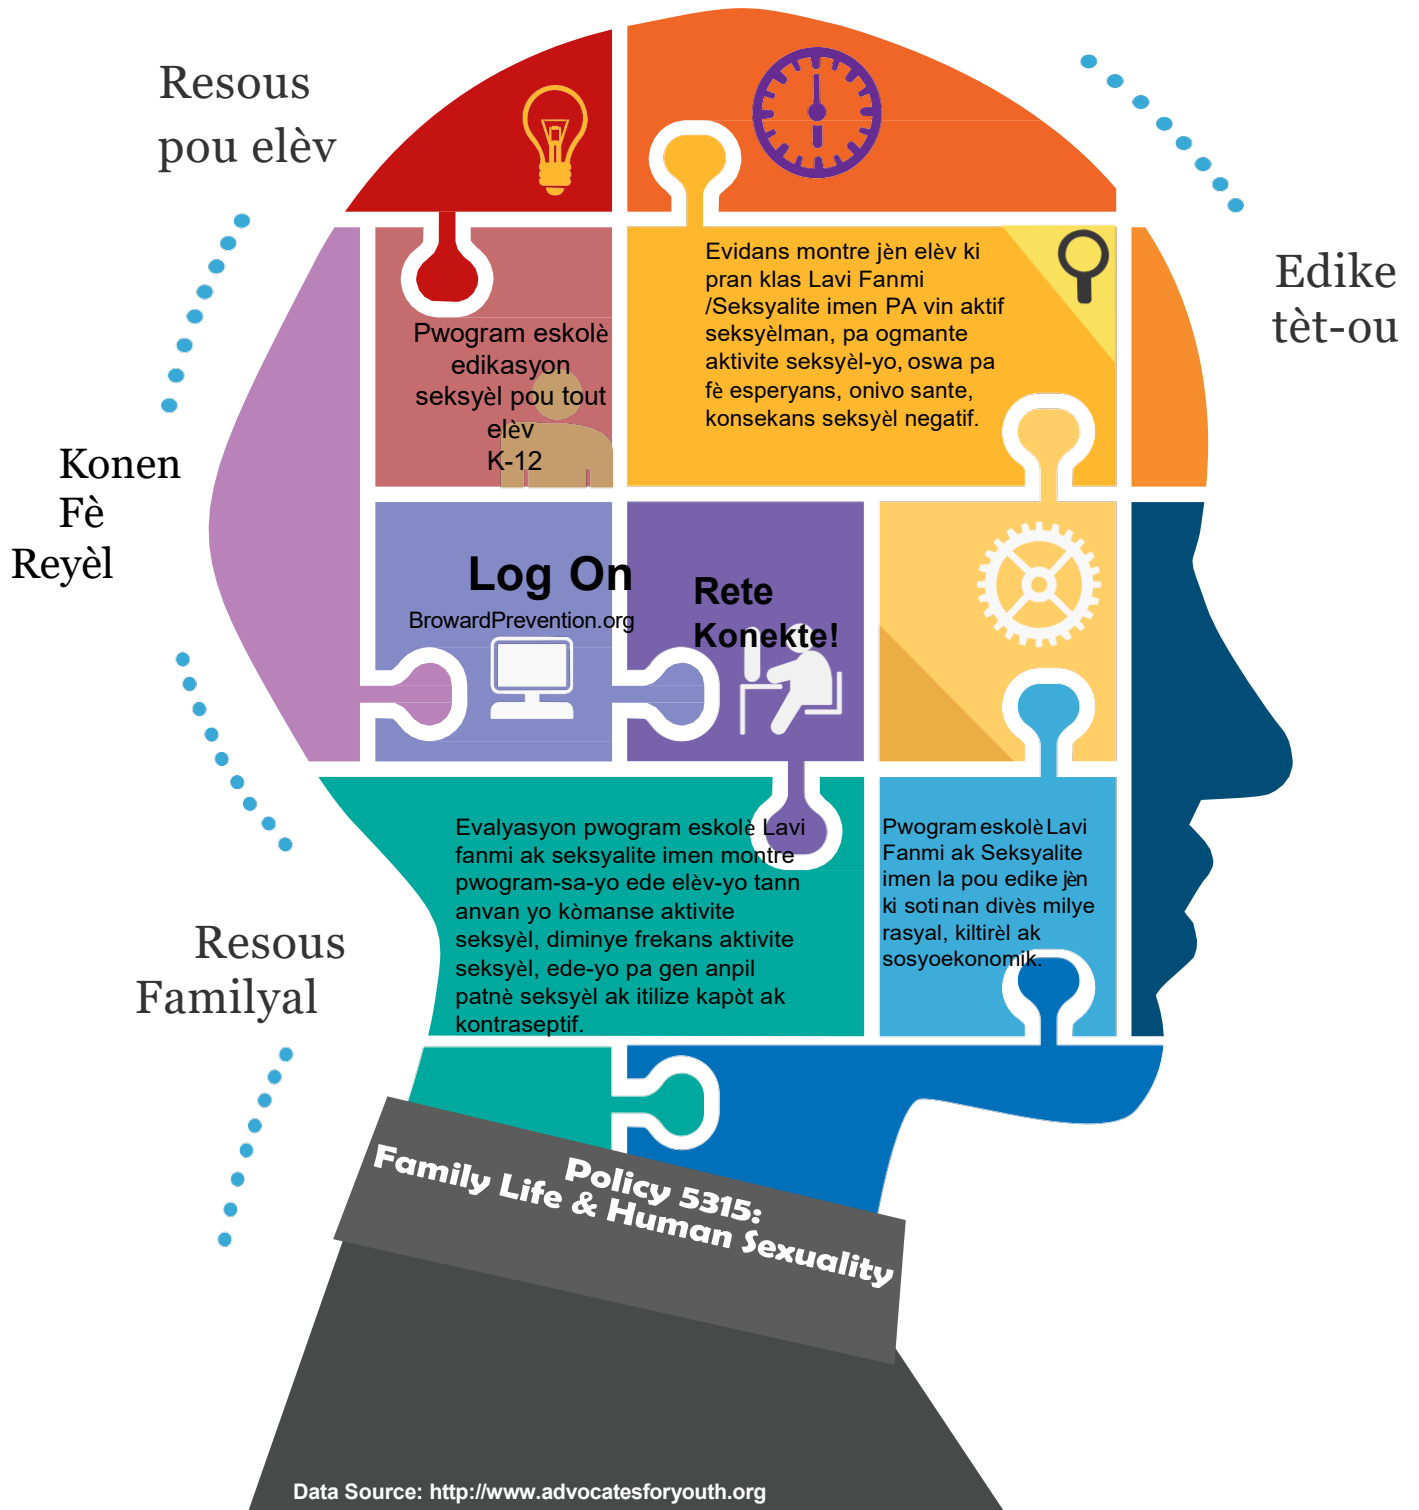 Resous
pou elèv
Edike
tèt-ou
Konen
Fè
Reyèl
Resous
Familyal
Pwogram eskolè
edikasyon
seksyèl pou tout
elèv
K-12
Evidans montre jèn elèv ki
pran klas Lavi Fanmi
/Seksyalite imen PA vin aktif
seksyèlman, pa ogmante
aktivite seksyèl-yo, oswa pa
fè esperyans, onivo sante,
konsekans seksyèl negatif.
Log On
BrowardPrevention.org
Rete
Konekte!
Evalyasyon pwogram eskolè Lavi
fanmi ak seksyalite imen montre
pwogram-sa-yo ede elèv-yo tann
anvan yo kòmanse aktivite
seksyèl, diminye frekans aktivite
seksyèl, ede-yo pa gen anpil
patnè seksyèl ak itilize kapòt ak
kontraseptif.
Pwogram eskolè Lavi
Fanmi ak Seksyalite
imen la pou edike jèn
ki soti nan divès milye
rasyal, kiltirèl ak
sosyoekonomik.
Policy 5315:
Family Life & Human Sexuality
Data Source: http://www.advocatesforyouth.org